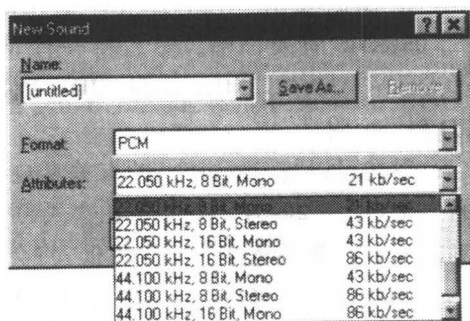 New Sound
Name:
[untitled]
Save As...
Remove
Format:
PCM
Attributes:
22.050 kHz, 8 Bit, Mono 21 kb/sec
22.050 kHz, 8 Bit, Mono 21 kb/sec
22.050 kHz, 8 Bit, Stereo 43 kb/sec
22.050 kHz, 16 Bit, Mono 43 kb/sec
22.050 kHz, 16 Bit, Stereo 86 kb/sec
44.100 kHz, 8 Bit, Mono 43 kb/sec
44.100 kHz, 8 Bit, Stereo 86 kb/sec
44.100 kHz, 16 Bit, Mono 86 kb/sec